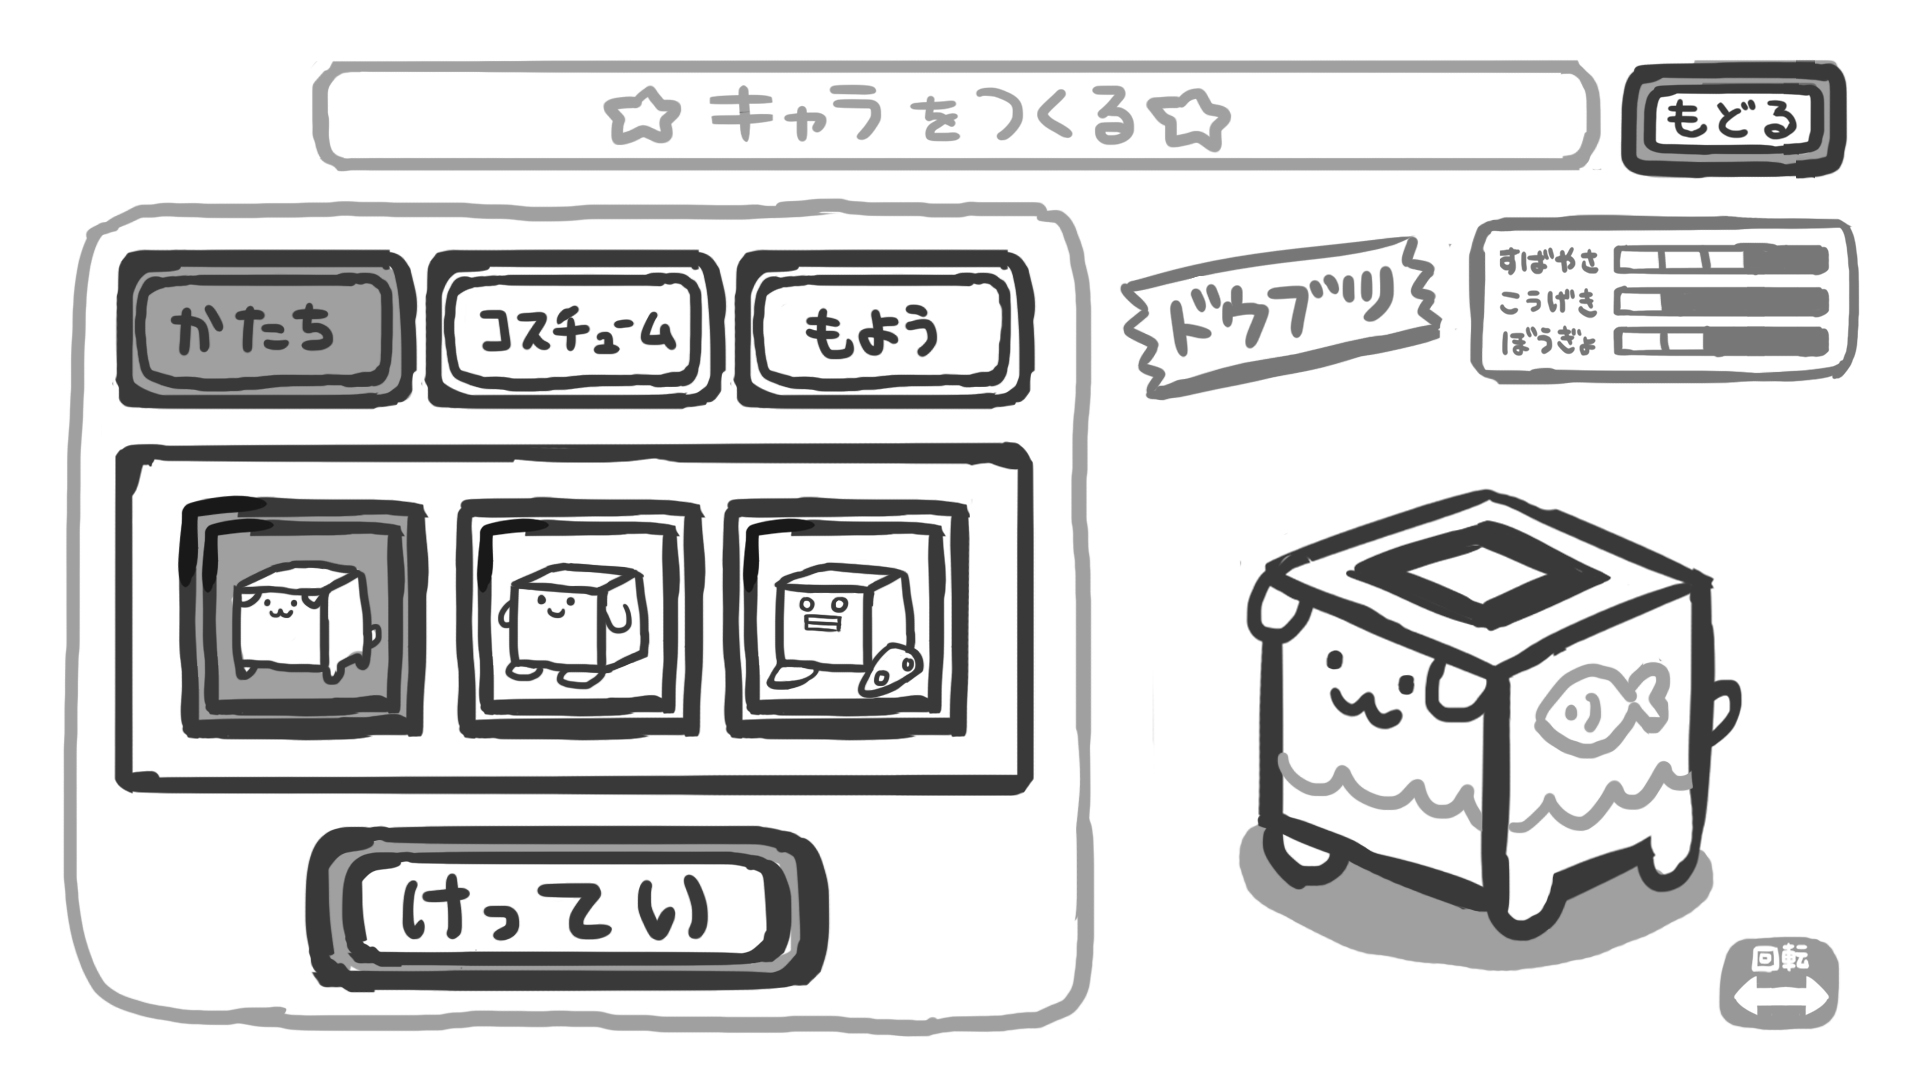 ☆キャラをつくる☆
もどる
かたち
コスチューム
もよう
ドウブツ
すばやさ
こうげき
ぼうぎょ
けってい
回転